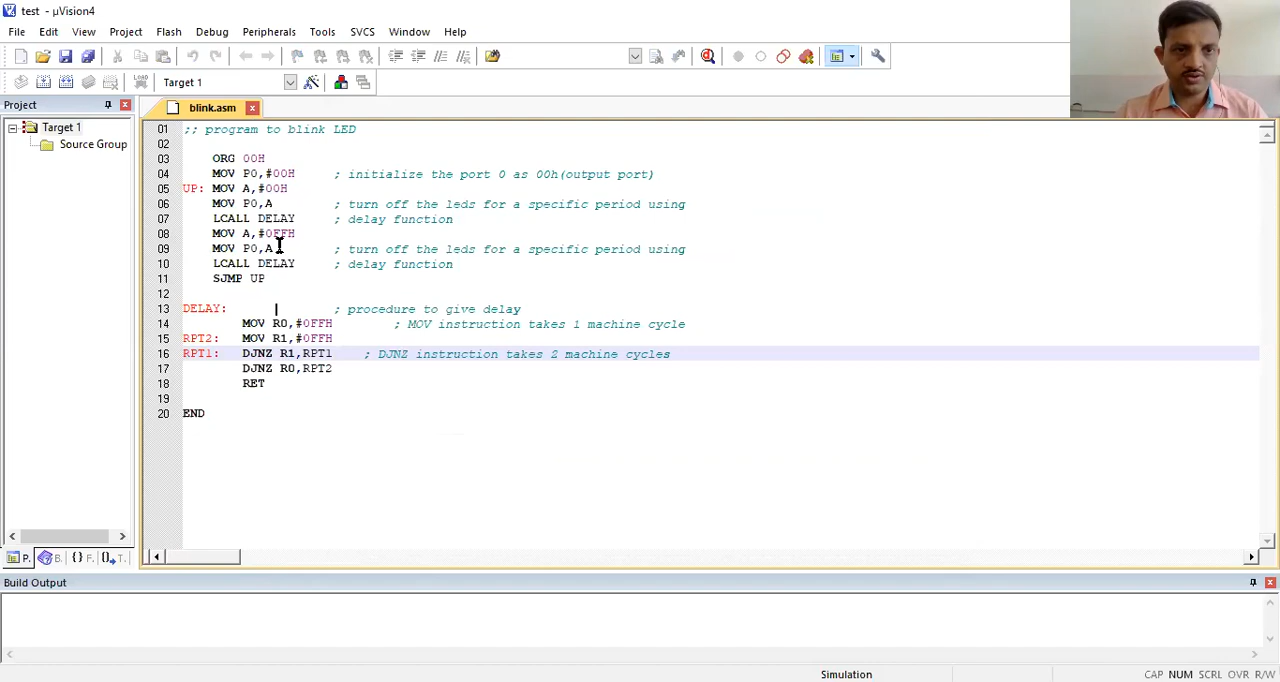 test - µVision4
File Edit View Project Flash Debug Peripherals Tools SVCS Window Help
Target 1
Project
blink.asm
Target 1
Source Group
01 ;; program to blink LED
02
03 ORG 00H
04 MOV P0,#00H ; initialize the port 0 as 00h(output port)
05 UP: MOV A,#00H
06 MOV P0,A ; turn off the leds for a specific period using
07 LCALL DELAY ; delay function
08 MOV A,#0FFH
09 MOV P0,A ; turn off the leds for a specific period using
10 LCALL DELAY ; delay function
11 SJMP UP
12
13 DELAY: ; procedure to give delay
14 MOV R0,#0FFH ; MOV instruction takes 1 machine cycle
15 RPT2: MOV R1,#0FFH
16 RPT1: DJNZ R1,RPT1 ; DJNZ instruction takes 2 machine cycles
17 DJNZ R0,RPT2
18 RET
19
20 END
P. B. {} F. T.
Build Output
Simulation CAP NUM SCRL OVR R/W